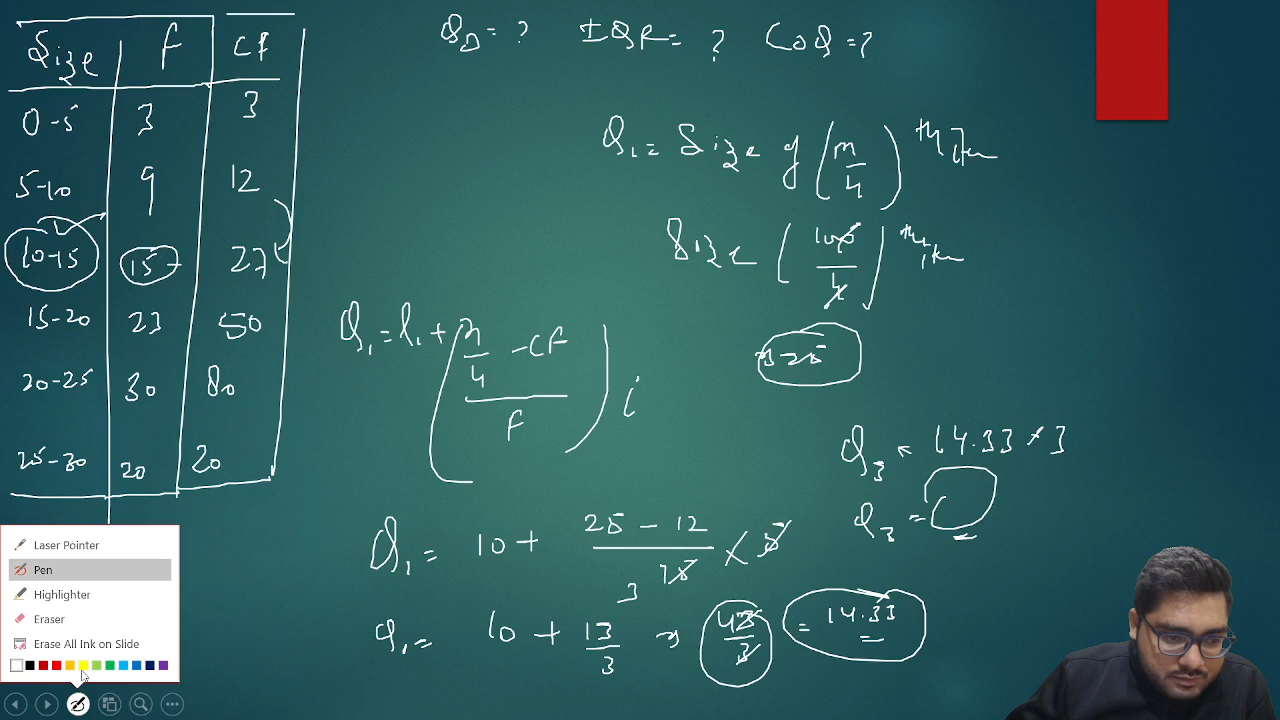 Size f cf
0-5 3 3
5-10 9 12
10-15 15 27
15-20 23 50
20-25 30 80
25-30 20 20
QD = ? IQR = ? CoQ = ?
Q₁ = Size of (n/4)th item
Size (100/4)th item
= 25
Q₁ = l₁ + (n/4 - cf / f) i
Q₃ = 14.33 × 3
Q₃ =
Q₁ = 10 + 25 - 12 / 15 × 5
3
Q₁ = 10 + 13/3 ⇒ 43/3 = 14.33
Laser Pointer
Pen
Highlighter
Eraser
Erase All Ink on Slide